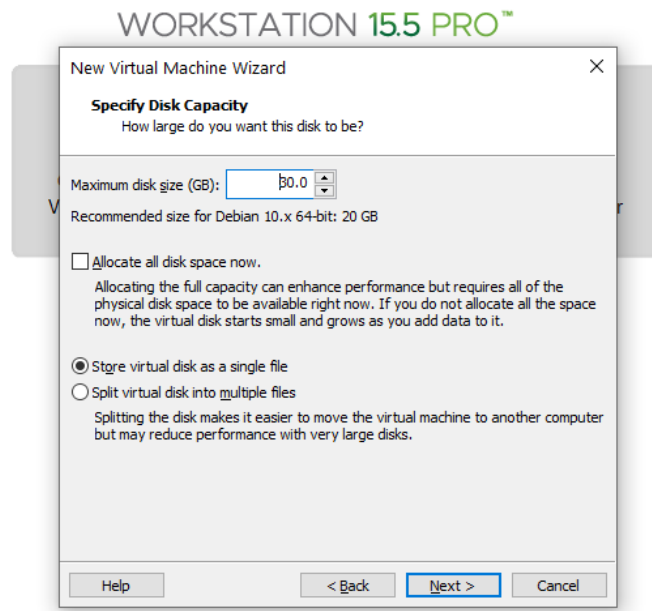 WORKSTATION 15.5 PRO™
New Virtual Machine Wizard
Specify Disk Capacity
How large do you want this disk to be?
Maximum disk size (GB): 30.0
Recommended size for Debian 10.x 64-bit: 20 GB
Allocate all disk space now.
Allocating the full capacity can enhance performance but requires all of the
physical disk space to be available right now. If you do not allocate all the space
now, the virtual disk starts small and grows as you add data to it.
Store virtual disk as a single file
Split virtual disk into multiple files
Splitting the disk makes it easier to move the virtual machine to another computer
but may reduce performance with very large disks.
Help
< Back
Next >
Cancel